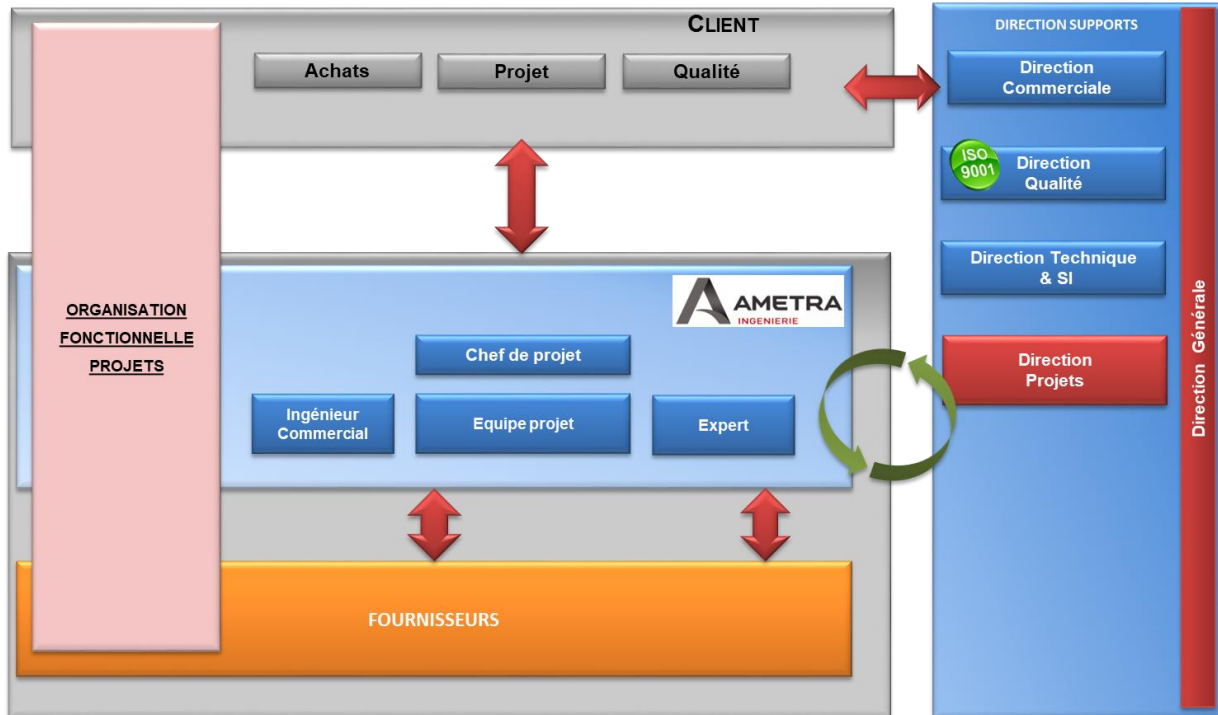 CLIENT
Achats
Projet
Qualité
ORGANISATION
FONCTIONNELLE
PROJETS
AMETRA
INGENIERIE
Chef de projet
Ingénieur
Commercial
Equipe projet
Expert
FOURNISSEURS
DIRECTION SUPPORTS
Direction
Commerciale
ISO
9001
Direction
Qualité
Direction Technique
& SI
Direction
Projets
Direction Générale